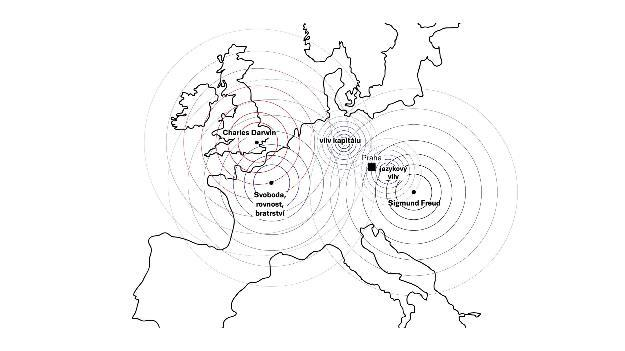 Charles Darwin
vliv kapitálu
Praha
jazykový
vliv
Svoboda,
rovnost,
bratrství
Sigmund Freud